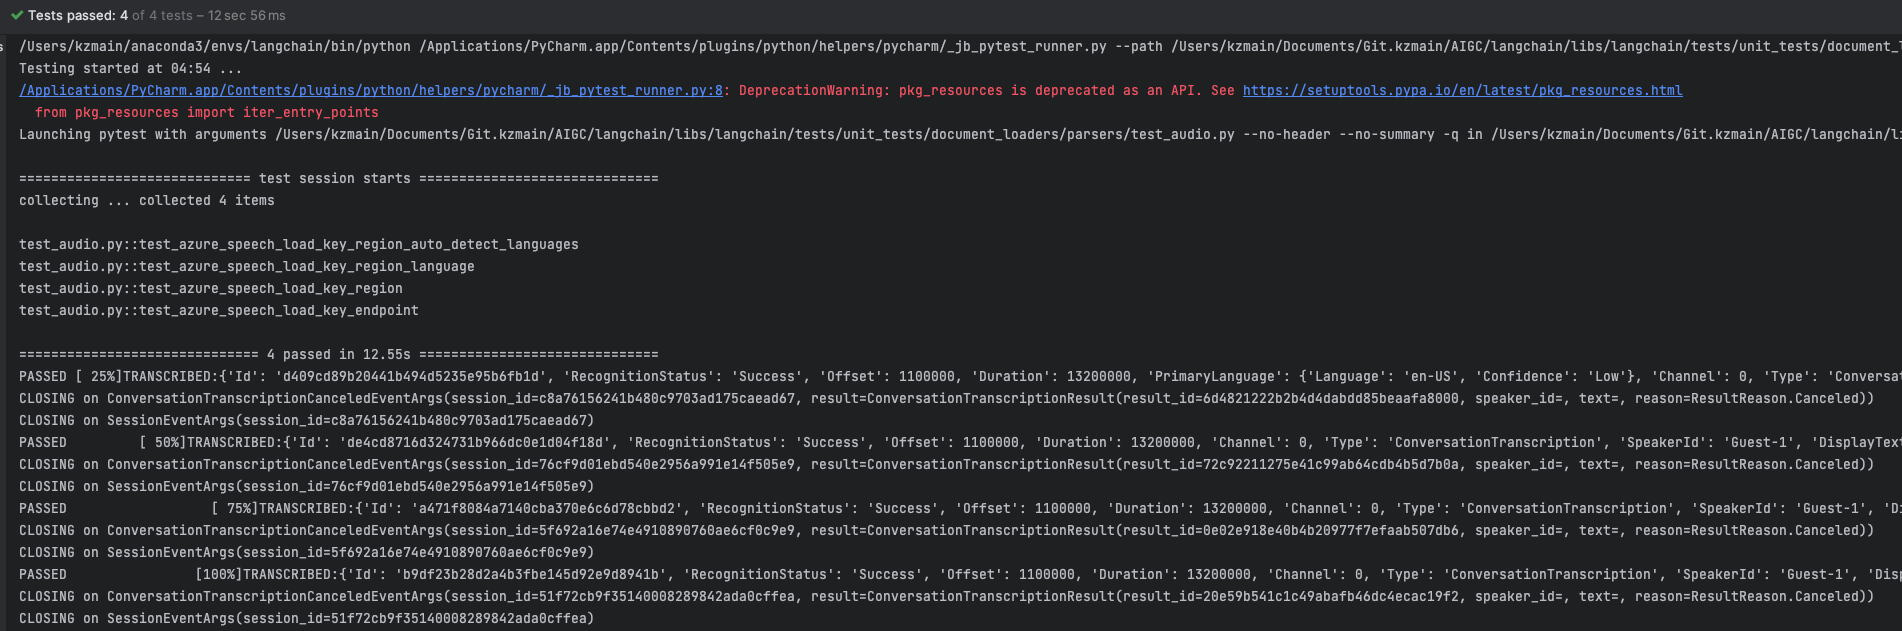 Tests passed: 4 of 4 tests – 12 sec 56 ms
/Users/kzmain/anaconda3/envs/langchain/bin/python /Applications/PyCharm.app/Contents/plugins/python/helpers/pycharm/_jb_pytest_runner.py --path /Users/kzmain/Documents/Git.kzmain/AIGC/langchain/libs/langchain/tests/unit_tests/document_
Testing started at 04:54 ...
/Applications/PyCharm.app/Contents/plugins/python/helpers/pycharm/_jb_pytest_runner.py:8: DeprecationWarning: pkg_resources is deprecated as an API. See https://setuptools.pypa.io/en/latest/pkg_resources.html
from pkg_resources import iter_entry_points
Launching pytest with arguments /Users/kzmain/Documents/Git.kzmain/AIGC/langchain/libs/langchain/tests/unit_tests/document_loaders/parsers/test_audio.py --no-header --no-summary -q in /Users/kzmain/Documents/Git.kzmain/AIGC/langchain/li
============================= test session starts ==============================
collecting ... collected 4 items
test_audio.py::test_azure_speech_load_key_region_auto_detect_languages
test_audio.py::test_azure_speech_load_key_region_language
test_audio.py::test_azure_speech_load_key_region
test_audio.py::test_azure_speech_load_key_endpoint
============================== 4 passed in 12.55s ==============================
PASSED [ 25%]TRANSCRIBED:{'Id': 'd409cd89b20441b494d5235e95b6fb1d', 'RecognitionStatus': 'Success', 'Offset': 1100000, 'Duration': 13200000, 'PrimaryLanguage': {'Language': 'en-US', 'Confidence': 'Low'}, 'Channel': 0, 'Type': 'Conversat
CLOSING on ConversationTranscriptionCanceledEventArgs(session_id=c8a76156241b480c9703ad175caead67, result=ConversationTranscriptionResult(result_id=6d4821222b2b4d4dabdd85beaafa8000, speaker_id=, text=, reason=ResultReason.Canceled))
CLOSING on SessionEventArgs(session_id=c8a76156241b480c9703ad175caead67)
PASSED [ 50%]TRANSCRIBED:{'Id': 'de4cd8716d324731b966dc0e1d04f18d', 'RecognitionStatus': 'Success', 'Offset': 1100000, 'Duration': 13200000, 'Channel': 0, 'Type': 'ConversationTranscription', 'SpeakerId': 'Guest-1', 'DisplayText
CLOSING on ConversationTranscriptionCanceledEventArgs(session_id=76cf9d01ebd540e2956a991e14f505e9, result=ConversationTranscriptionResult(result_id=72c92211275e41c99ab64cdb4b5d7b0a, speaker_id=, text=, reason=ResultReason.Canceled))
CLOSING on SessionEventArgs(session_id=76cf9d01ebd540e2956a991e14f505e9)
PASSED [ 75%]TRANSCRIBED:{'Id': 'a471f8084a7140cba370e6c6d78cbbd2', 'RecognitionStatus': 'Success', 'Offset': 1100000, 'Duration': 13200000, 'Channel': 0, 'Type': 'ConversationTranscription', 'SpeakerId': 'Guest-1', 'Di
CLOSING on ConversationTranscriptionCanceledEventArgs(session_id=5f692a16e74e4910890760ae6cf0c9e9, result=ConversationTranscriptionResult(result_id=0e02e918e40b4b20977f7efaab507db6, speaker_id=, text=, reason=ResultReason.Canceled))
CLOSING on SessionEventArgs(session_id=5f692a16e74e4910890760ae6cf0c9e9)
PASSED [100%]TRANSCRIBED:{'Id': 'b9df23b28d2a4b3fbe145d92e9d8941b', 'RecognitionStatus': 'Success', 'Offset': 1100000, 'Duration': 13200000, 'Channel': 0, 'Type': 'ConversationTranscription', 'SpeakerId': 'Guest-1', 'Disp
CLOSING on ConversationTranscriptionCanceledEventArgs(session_id=51f72cb9f35140008289842ada0cffea, result=ConversationTranscriptionResult(result_id=20e59b541c1c49abafb46dc4ecac19f2, speaker_id=, text=, reason=ResultReason.Canceled))
CLOSING on SessionEventArgs(session_id=51f72cb9f35140008289842ada0cffea)